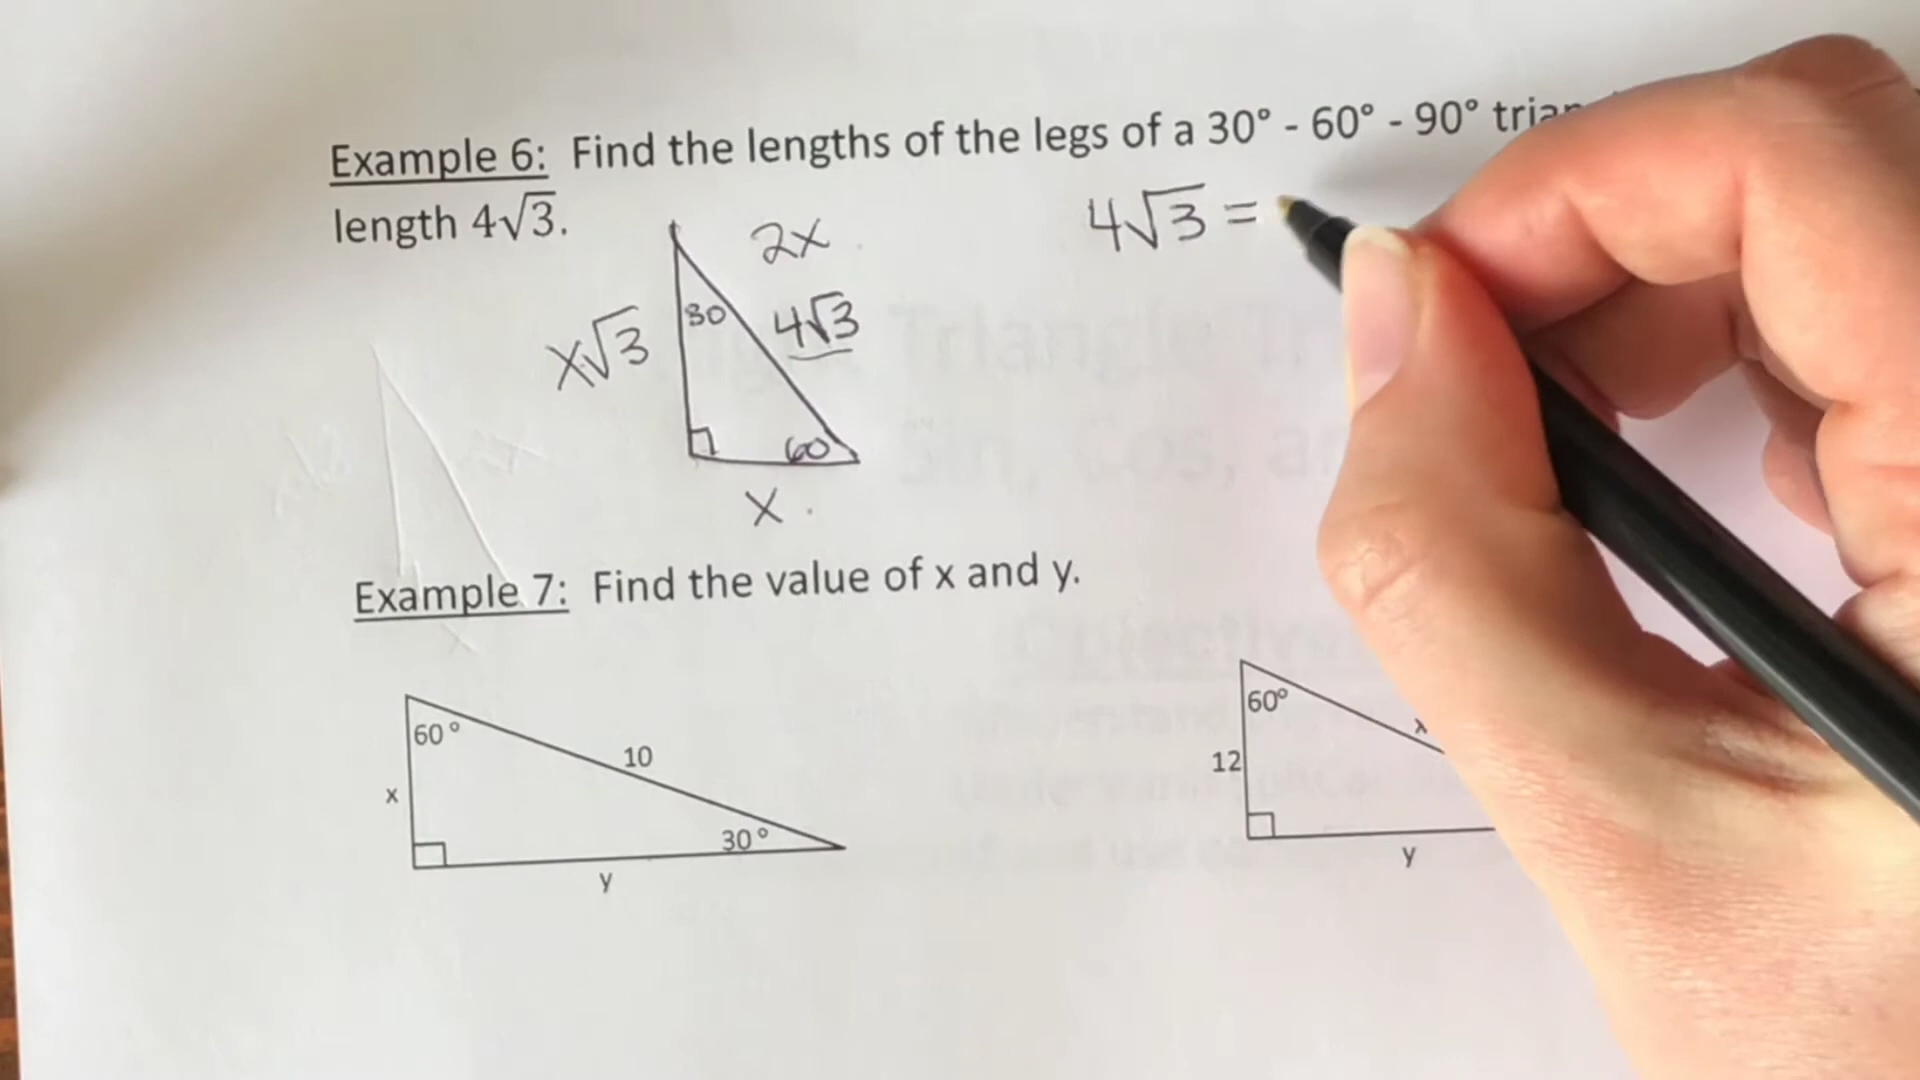 Example 6: Find the lengths of the legs of a 30° - 60° - 90°
length 4√3.
2x
4√3 =
30
4√3
x√3
60
x
Example 7: Find the value of x and y.
60°
10
x
30°
y
60°
x
12
y